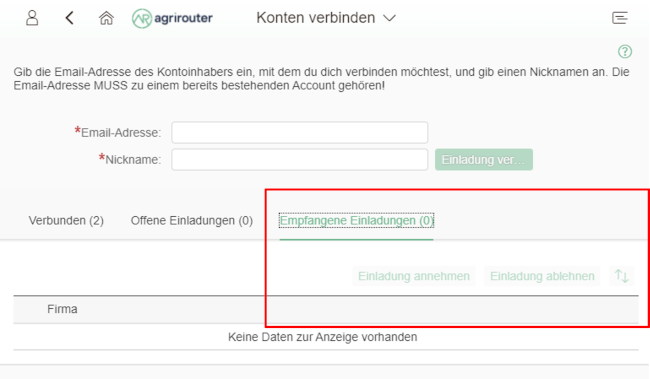 agrirouter
Konten verbinden
Gib die Email-Adresse des Kontoinhabers ein, mit dem du dich verbinden möchtest, und gib einen Nicknamen an. Die
Email-Adresse MUSS zu einem bereits bestehenden Account gehören!
*Email-Adresse:
*Nickname:
Einladung ver...
Verbunden (2) Offene Einladungen (0) Empfangene Einladungen (0)
Einladung annehmen Einladung ablehnen
Firma
Keine Daten zur Anzeige vorhanden